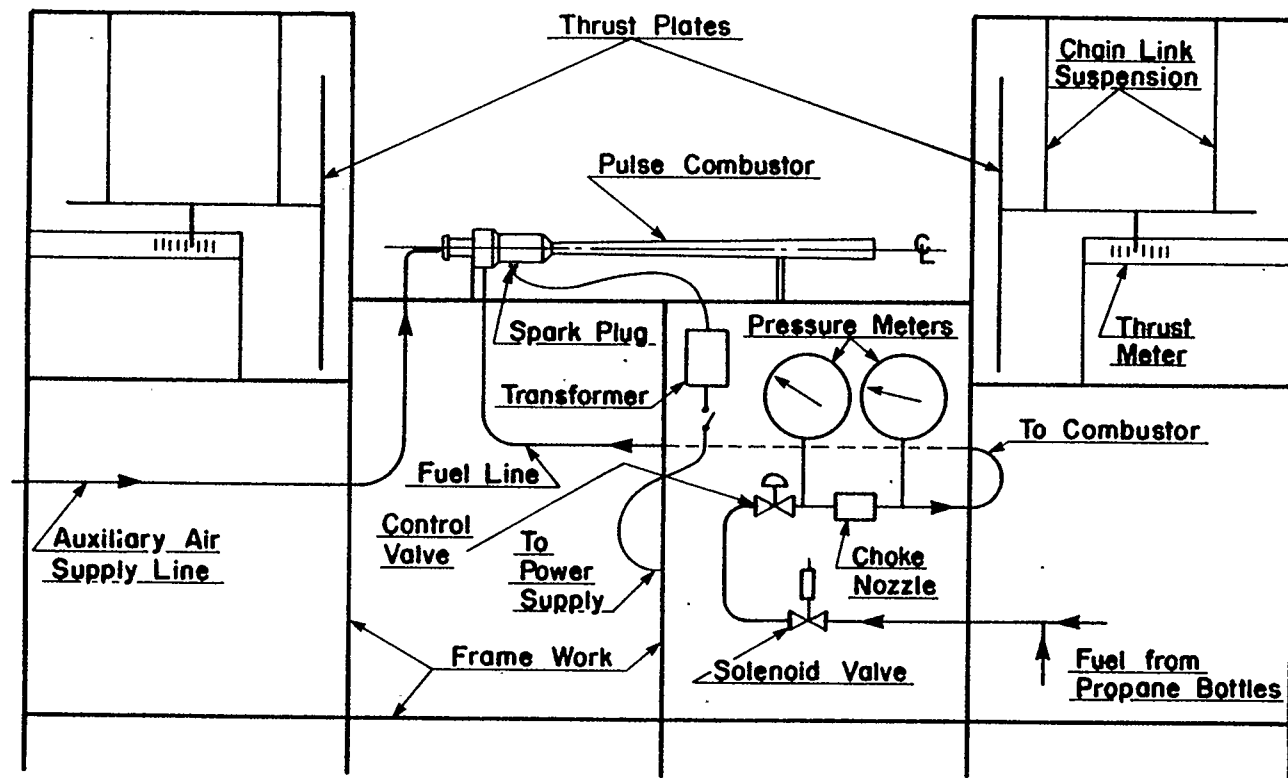 Thrust Plates
Chain Link
Suspension
Pulse Combustor
℄
Spark Plug
Pressure Meters
Thrust
Meter
Transformer
To Combustor
Fuel Line
Control
Valve
To
Power
Supply
Choke
Nozzle
Auxiliary Air
Supply Line
Frame Work
Solenoid Valve
Fuel from
Propane Bottles